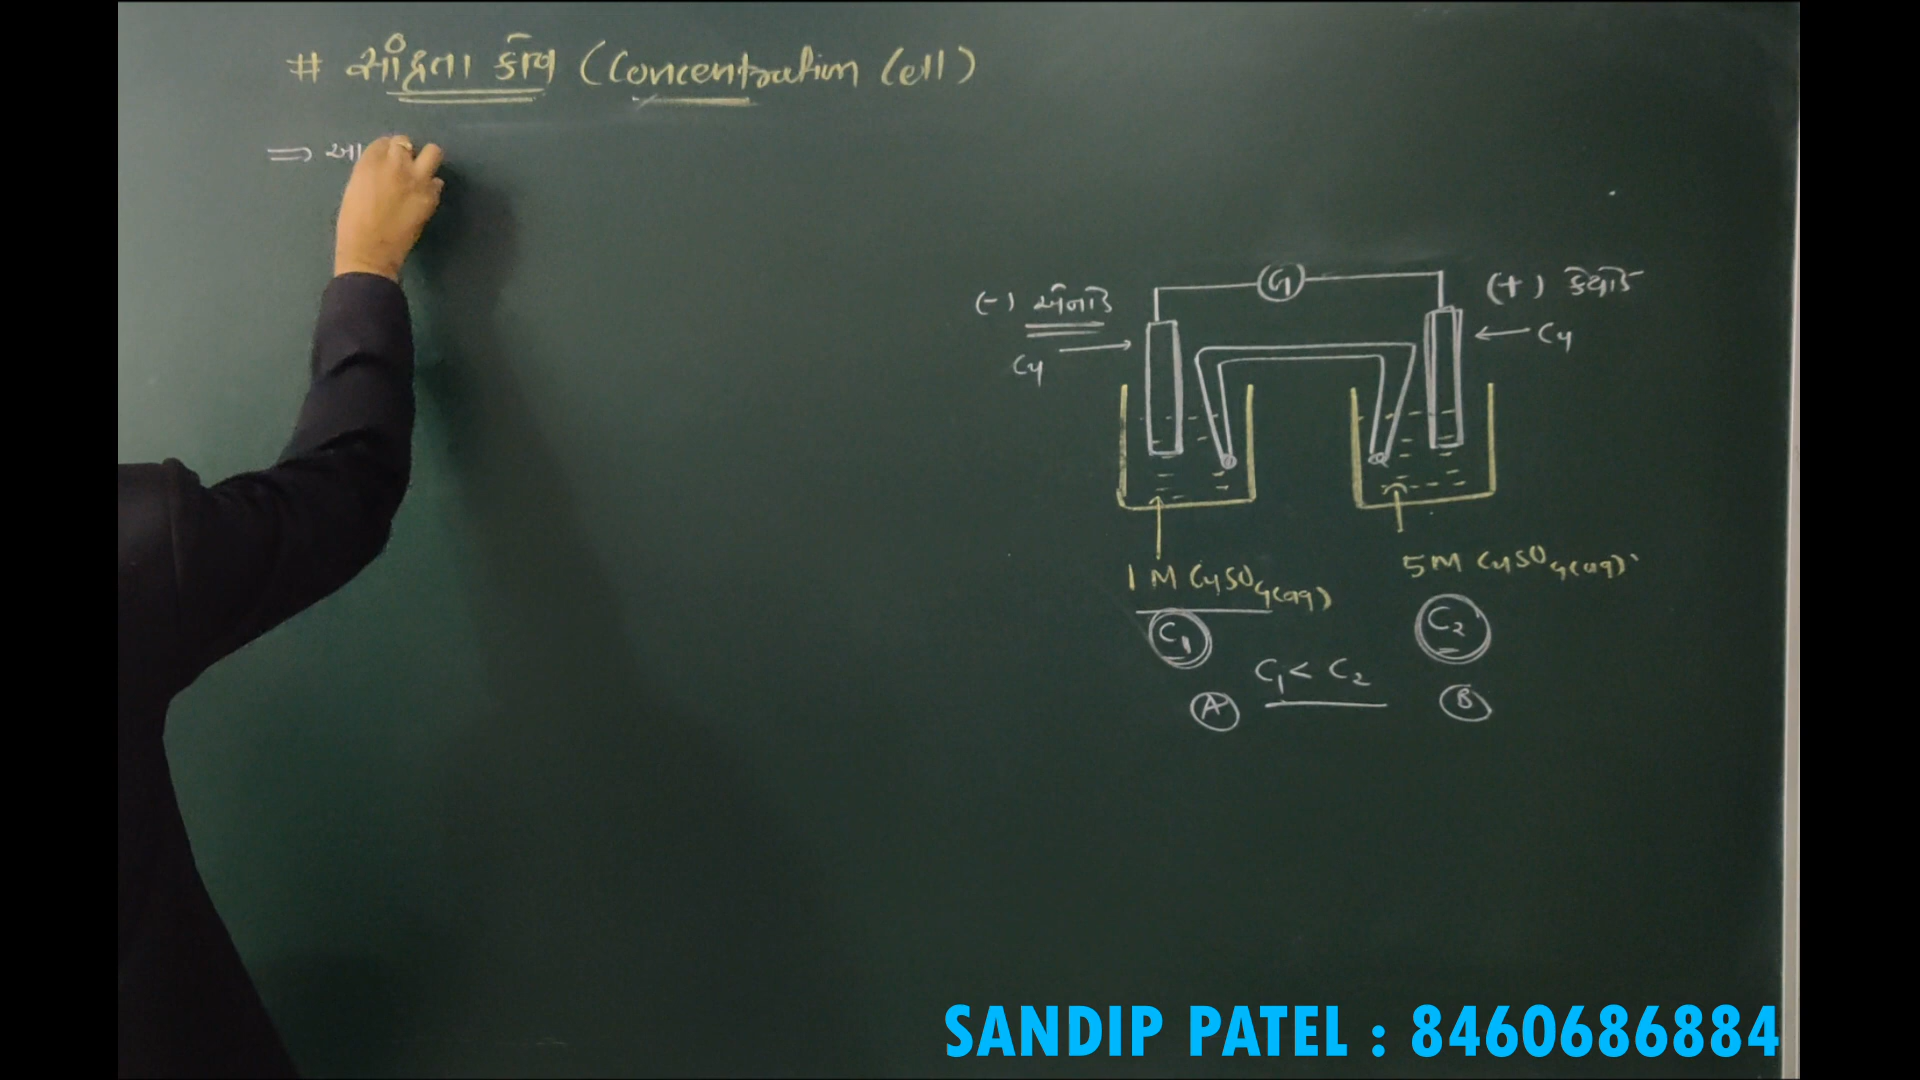 # સાંદ્રતા કોષ (Concentration Cell)
⇒ આ
G
(-) એનોડ
(+) કેથોડ
Cu
Cu
1 M CuSO4(aq)
5 M CuSO4(aq)
C1
C2
C1 < C2
A
B
SANDIP PATEL : 8460686884